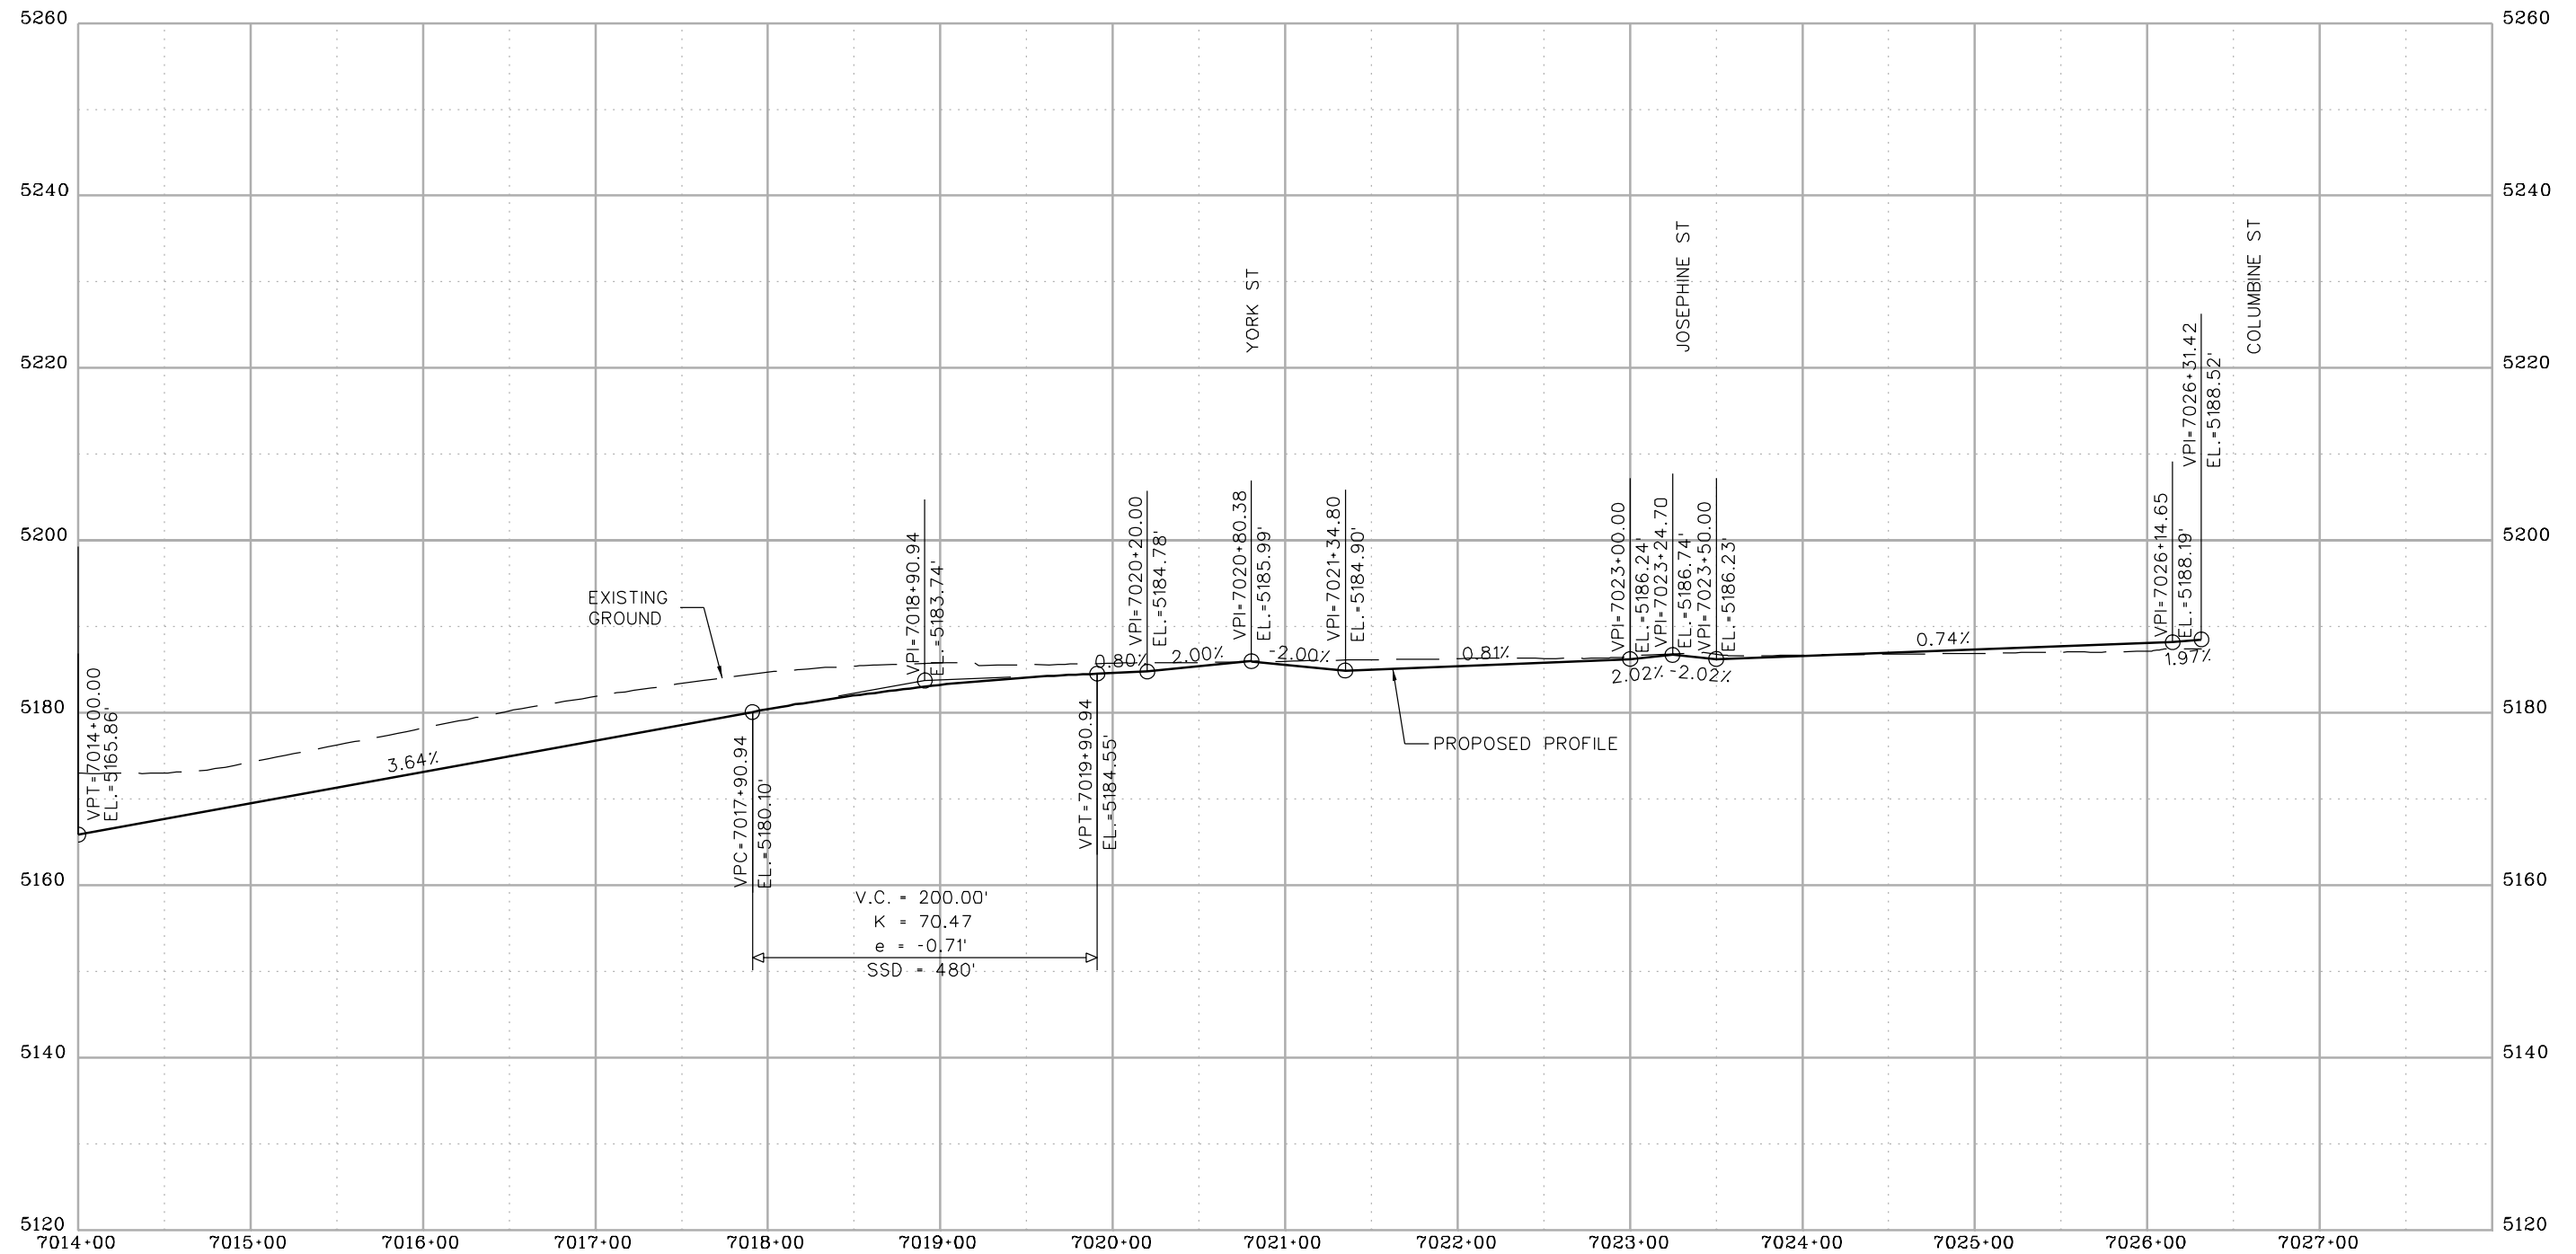 5260
5260
5240
5240
5220
5220
5200
5200
5180
5180
5160
5160
5140
5140
5120
5120
YORK ST
JOSEPHINE ST
COLUMBINE ST
EXISTING
GROUND
PROPOSED PROFILE
VPT=7014+00.00
EL.=5165.86'
3.64%
VPC=7017+90.94
EL.=5180.10'
VPI=7018+90.94
EL.=5183.74'
VPT=7019+90.94
EL.=5184.55'
0.80%
VPI=7020+20.00
EL.=5184.78'
2.00%
VPI=7020+80.38
EL.=5185.99'
-2.00%
VPI=7021+34.80
EL.=5184.90'
0.81%
VPI=7023+00.00
EL.=5186.24'
2.02%
VPI=7023+24.70
EL.=5186.74'
-2.02%
VPI=7023+50.00
EL.=5186.23'
0.74%
VPI=7026+14.65
EL.=5188.19'
1.97%
VPI=7026+31.42
EL.=5188.52'
V.C. = 200.00'
K = 70.47
e = -0.71'
SSD = 480'
7014+00
7015+00
7016+00
7017+00
7018+00
7019+00
7020+00
7021+00
7022+00
7023+00
7024+00
7025+00
7026+00
7027+00